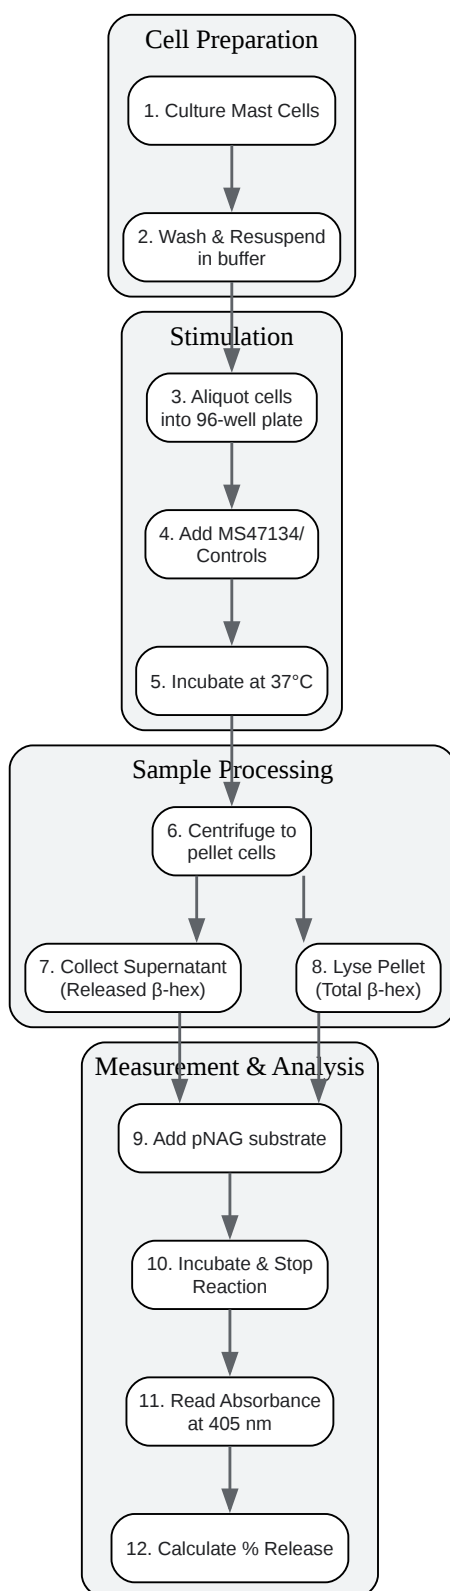 Cell Preparation
1. Culture Mast Cells
2. Wash & Resuspend
in buffer
Stimulation
3. Aliquot cells
into 96-well plate
4. Add MS47134/
Controls
5. Incubate at 37°C
Sample Processing
6. Centrifuge to
pellet cells
7. Collect Supernatant
(Released β-hex)
8. Lyse Pellet
(Total β-hex)
Measurement & Analysis
9. Add pNAG substrate
10. Incubate & Stop
Reaction
11. Read Absorbance
at 405 nm
12. Calculate % Release